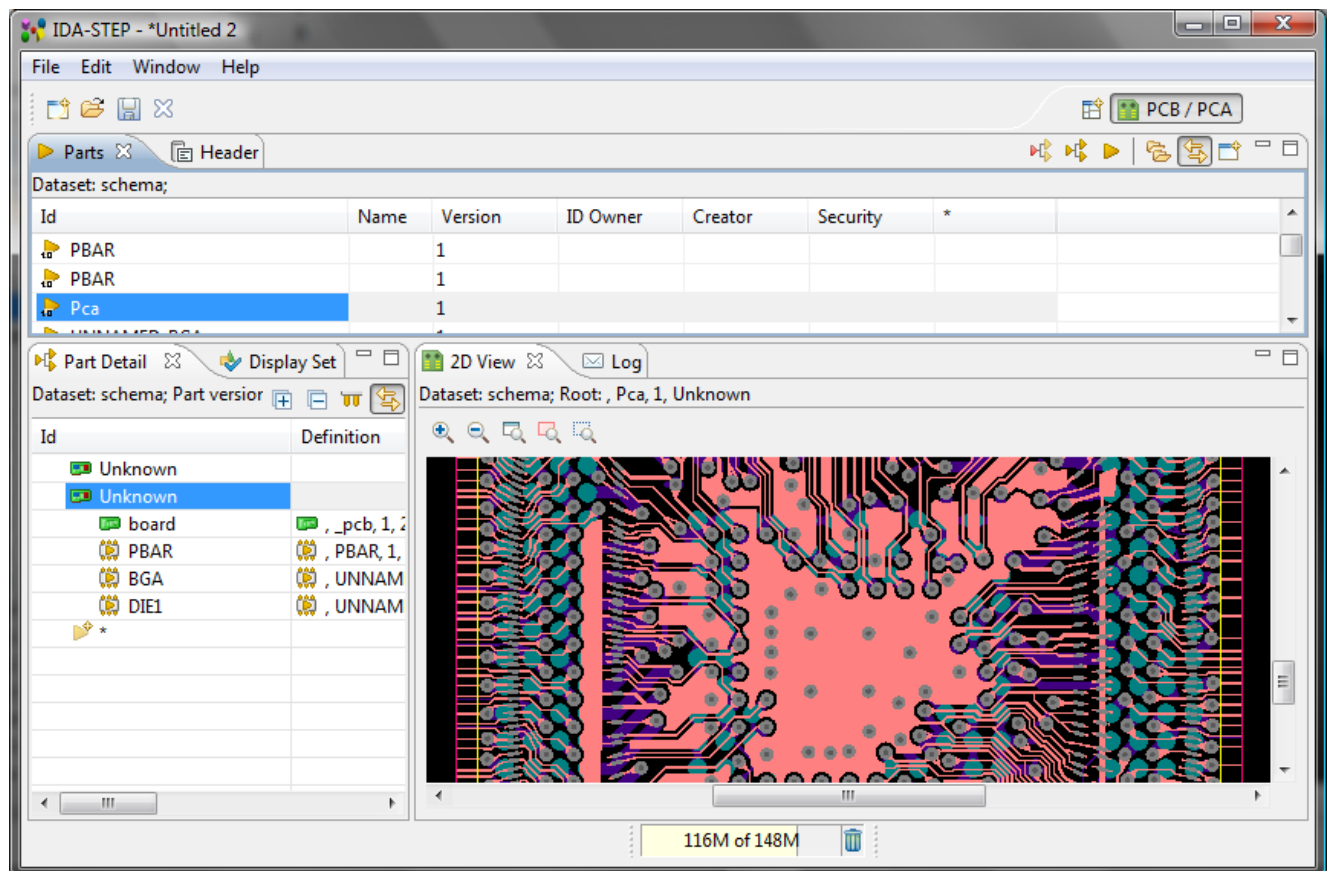 IDA-STEP - *Untitled 2
File Edit Window Help
PCB / PCA
Parts Header
Dataset: schema;
Id Name Version ID Owner Creator Security *
PBAR 1
PBAR 1
Pca 1
Part Detail Display Set
Dataset: schema; Part version
Id Definition
Unknown
Unknown
board , _pcb, 1, 2
PBAR , PBAR, 1,
BGA , UNNAM
DIE1 , UNNAM
*
2D View Log
Dataset: schema; Root: , Pca, 1, Unknown
116M of 148M